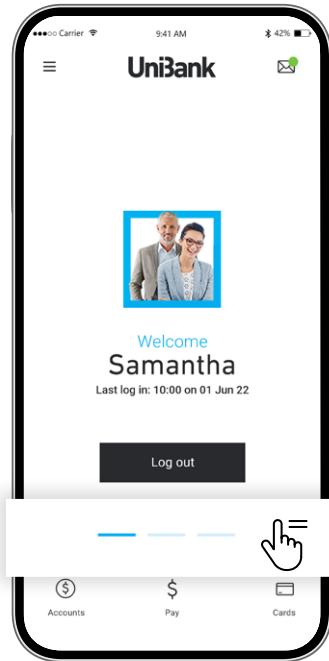 Carrier 9:41 AM 42%
UniBank
Welcome
Samantha
Last log in: 10:00 on 01 Jun 22
Log out
Accounts Pay Cards